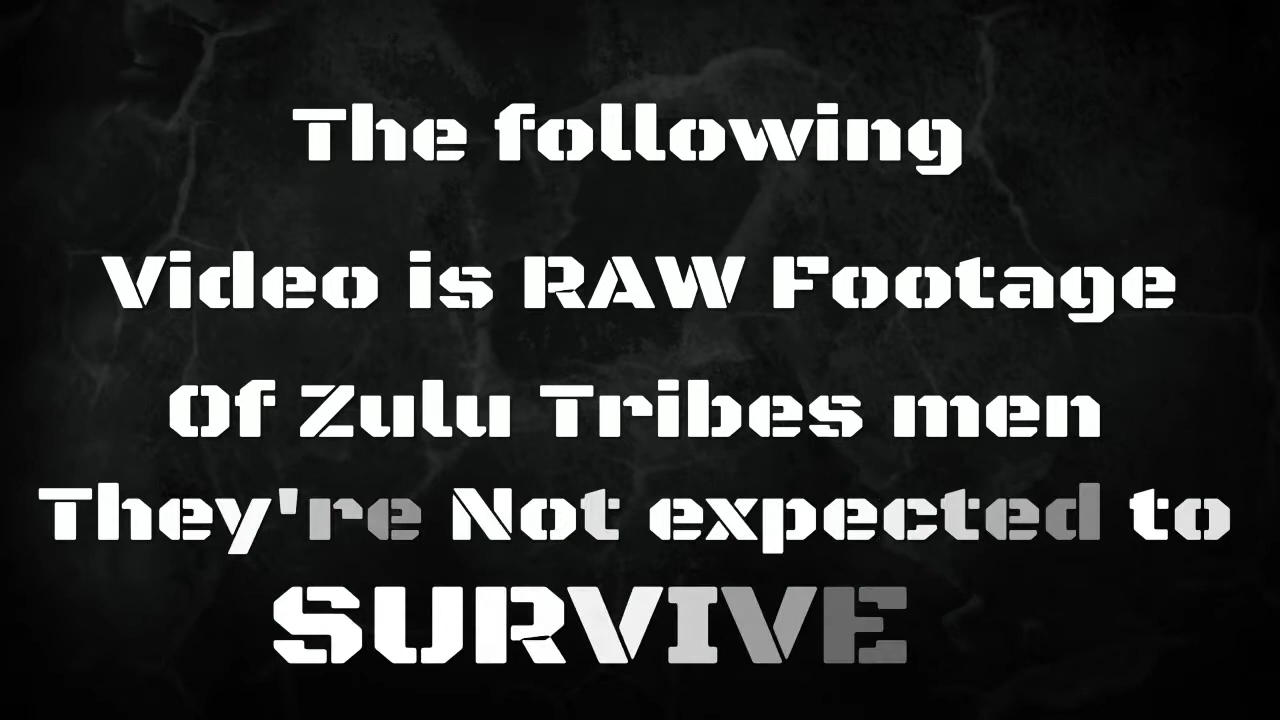 The following
Video is RAW Footage
Of Zulu Tribes men
They're Not expected to
SURVIVE